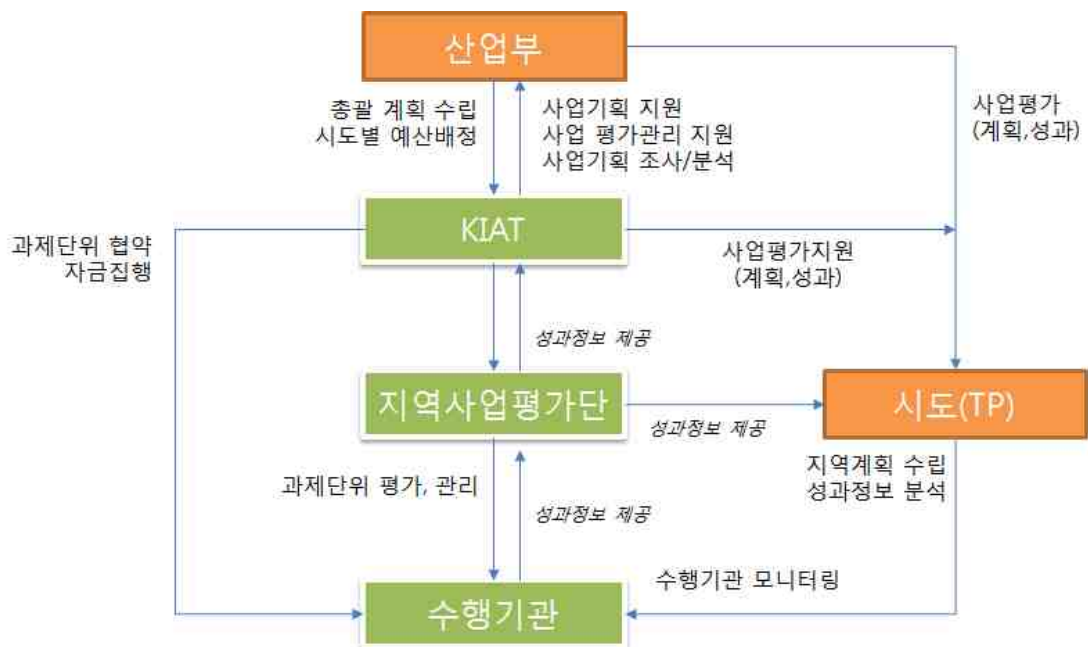 산업부
총괄 계획 수립
시도별 예산배정
사업기획 지원
사업 평가관리 지원
사업기획 조사/분석
사업평가
(계획,성과)
KIAT
과제단위 협약
자금집행
사업평가지원
(계획,성과)
성과정보 제공
지역사업평가단
시도(TP)
성과정보 제공
지역계획 수립
성과정보 분석
과제단위 평가, 관리
성과정보 제공
수행기관 모니터링
수행기관